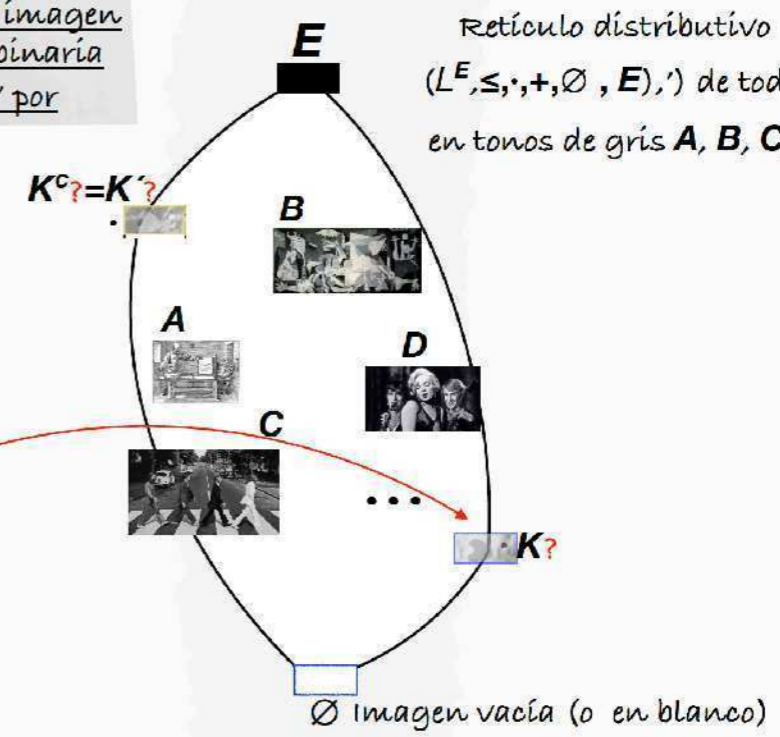 imagen
binaria
por
E
Retículo distributivo
(L^E,≤,·,+,∅ , E),') de tod
en tonos de gris A, B, C
K^c?=K´?
B
A
D
C
...
K?
∅ Imagen vacía (o en blanco)